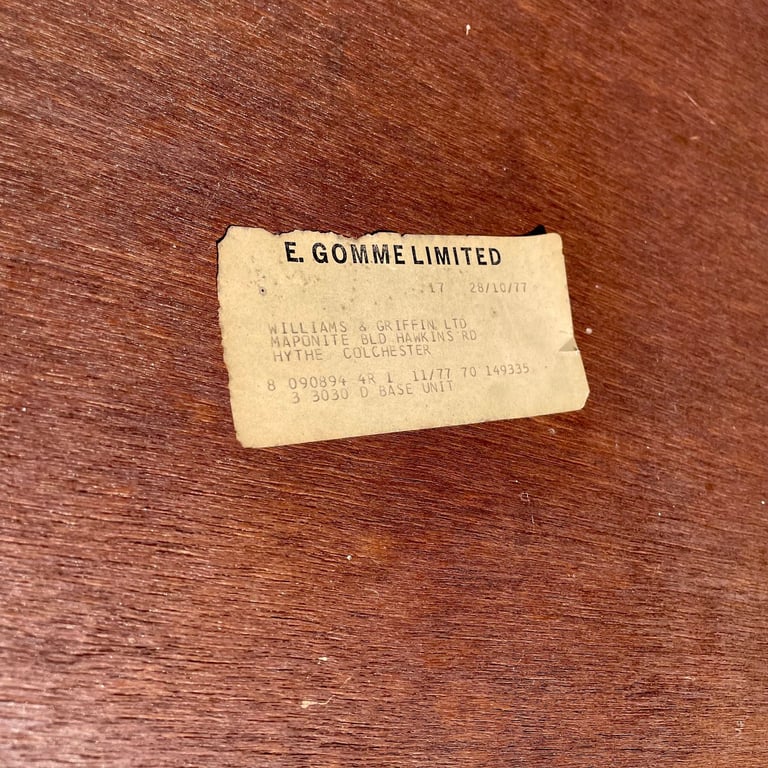 E. GOMME LIMITED
17 28/10/77
WILLIAMS & GRIFFIN LTD
MAPONITE BLD HAWKINS RD
HYTHE COLCHESTER
8 090894 4R 1 11/77 70 149335
3 3030 D BASE UNIT